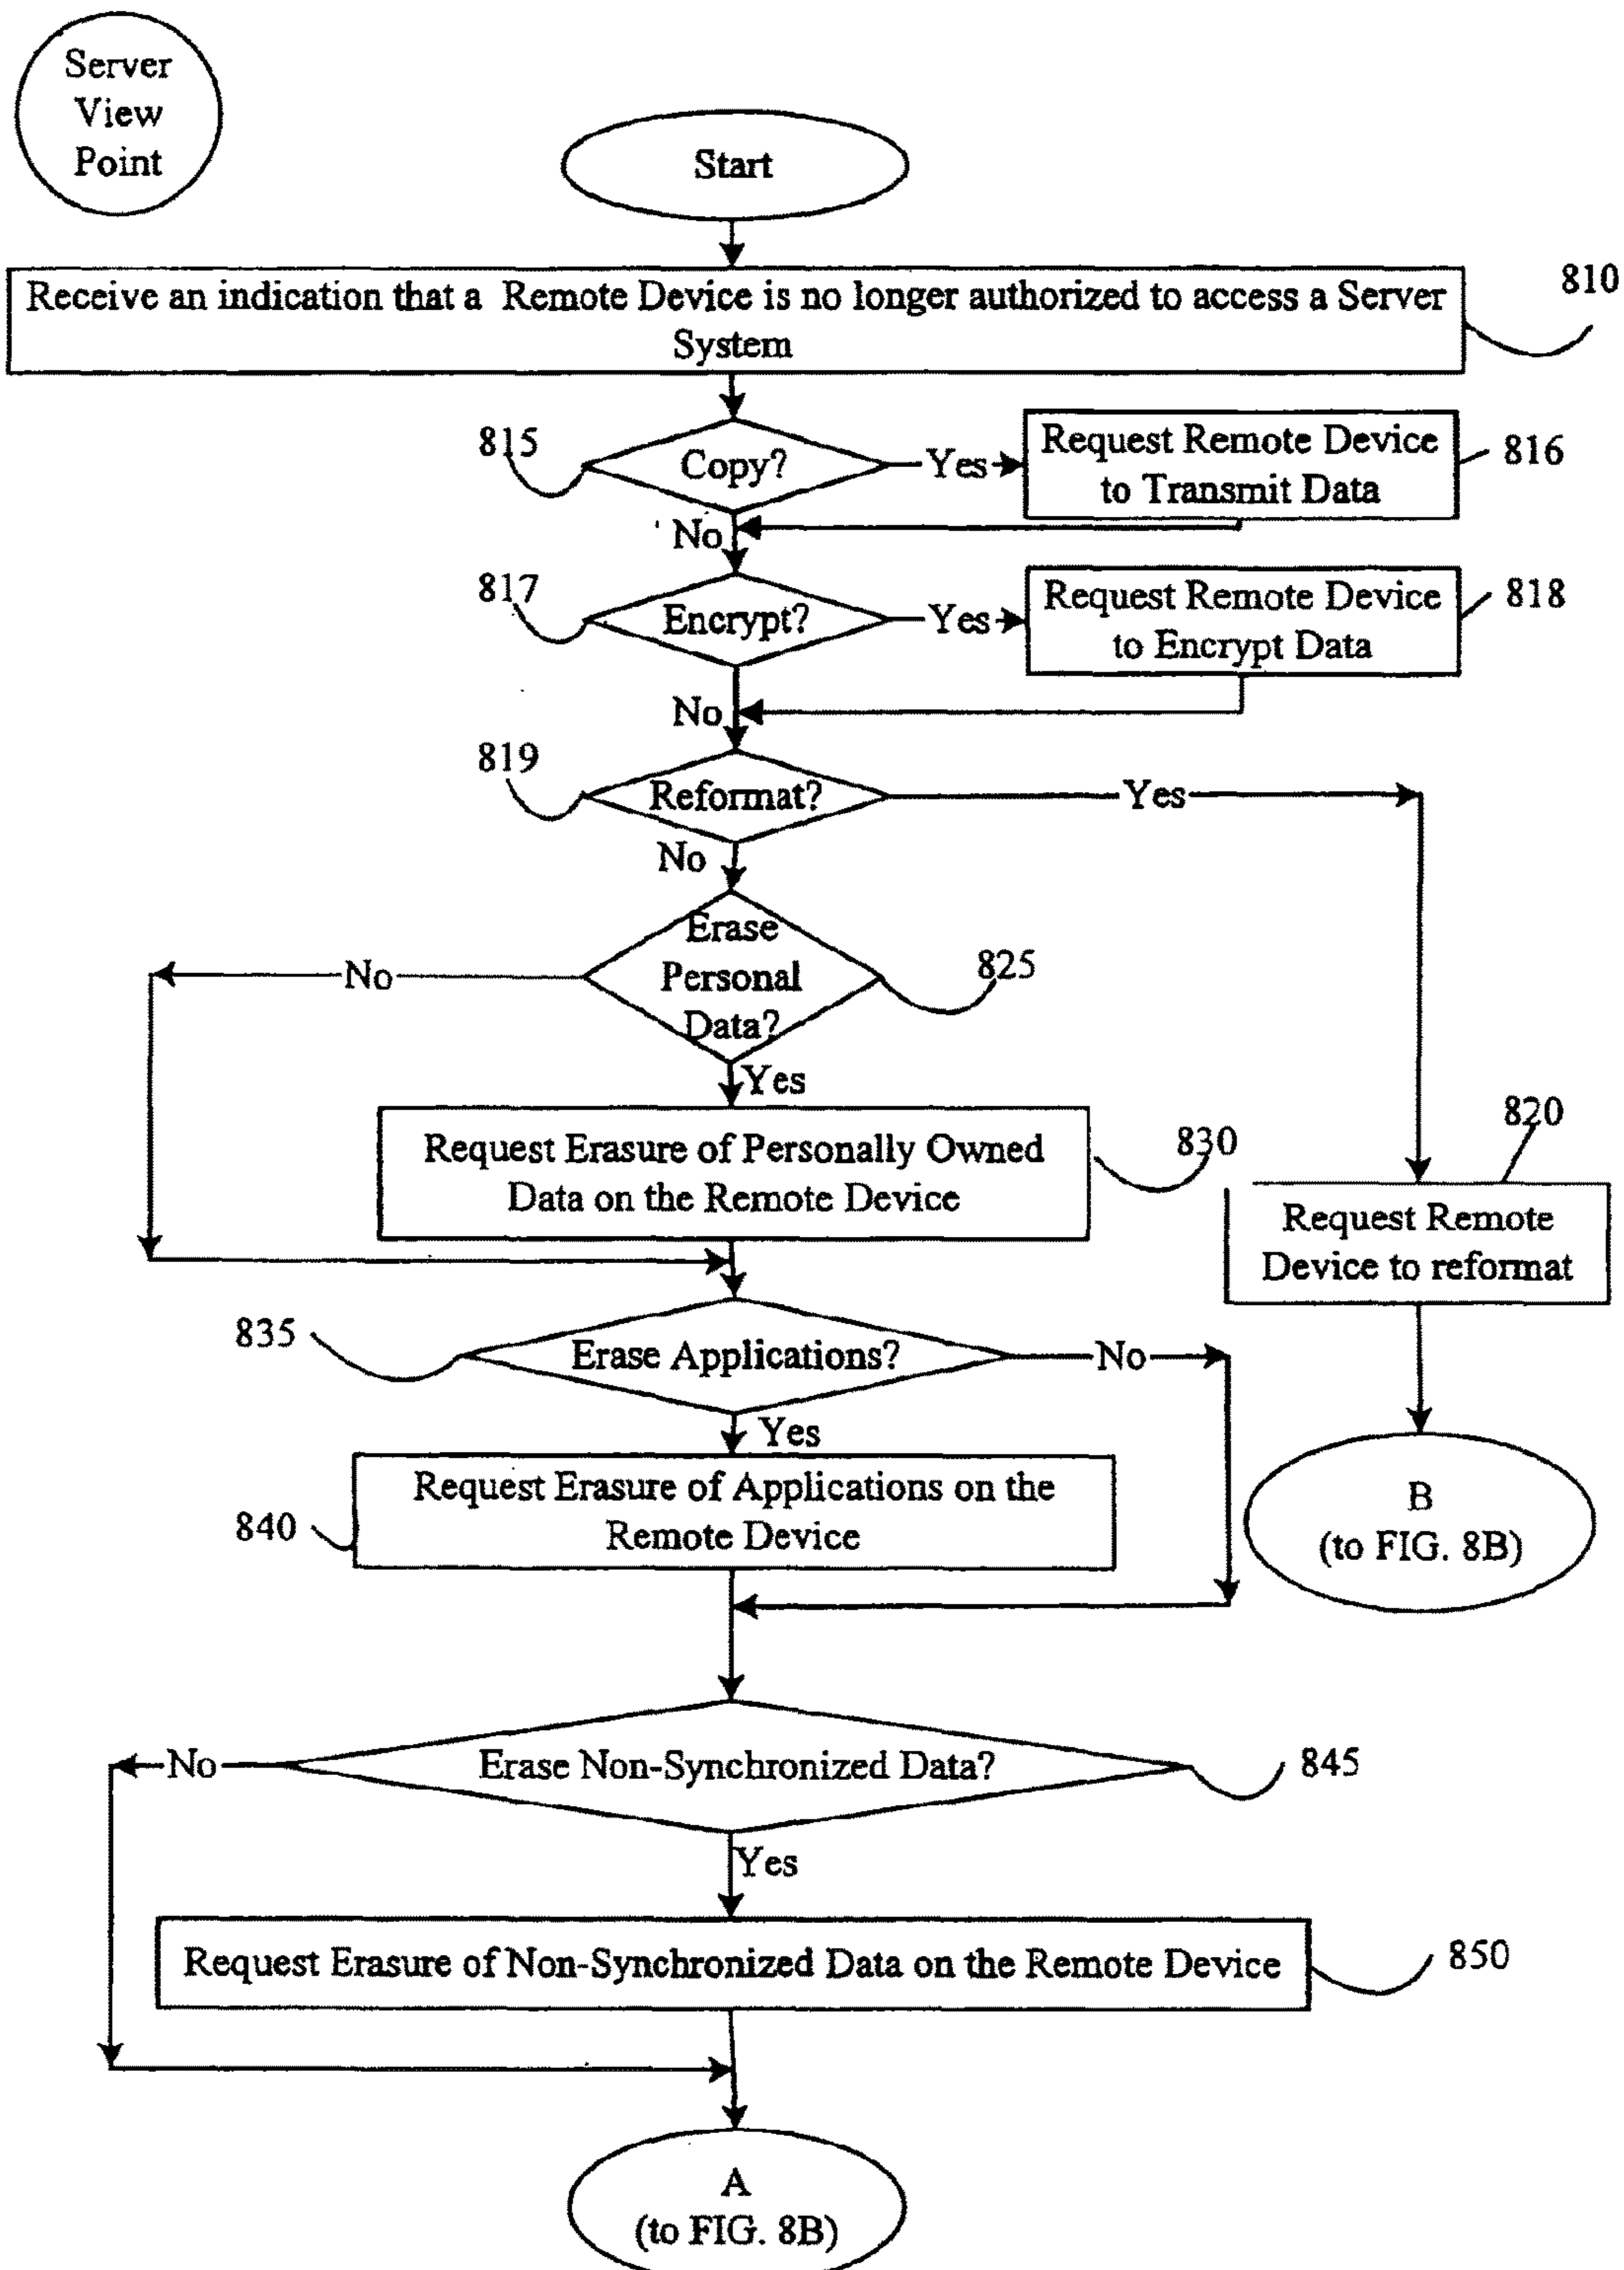 Server
View
Point
Start
Receive an indication that a Remote Device is no longer authorized to access a Server
System
810
815
Copy?
Yes
Request Remote Device
to Transmit Data
816
No
817
Encrypt?
Yes
Request Remote Device
to Encrypt Data
818
No
819
Reformat?
Yes
No
Erase
Personal
Data?
825
No
Yes
Request Erasure of Personally Owned
Data on the Remote Device
830
820
Request Remote
Device to reformat
835
Erase Applications?
No
Yes
Request Erasure of Applications on the
Remote Device
840
B
(to FIG. 8B)
Erase Non-Synchronized Data?
845
No
Yes
Request Erasure of Non-Synchronized Data on the Remote Device
850
A
(to FIG. 8B)